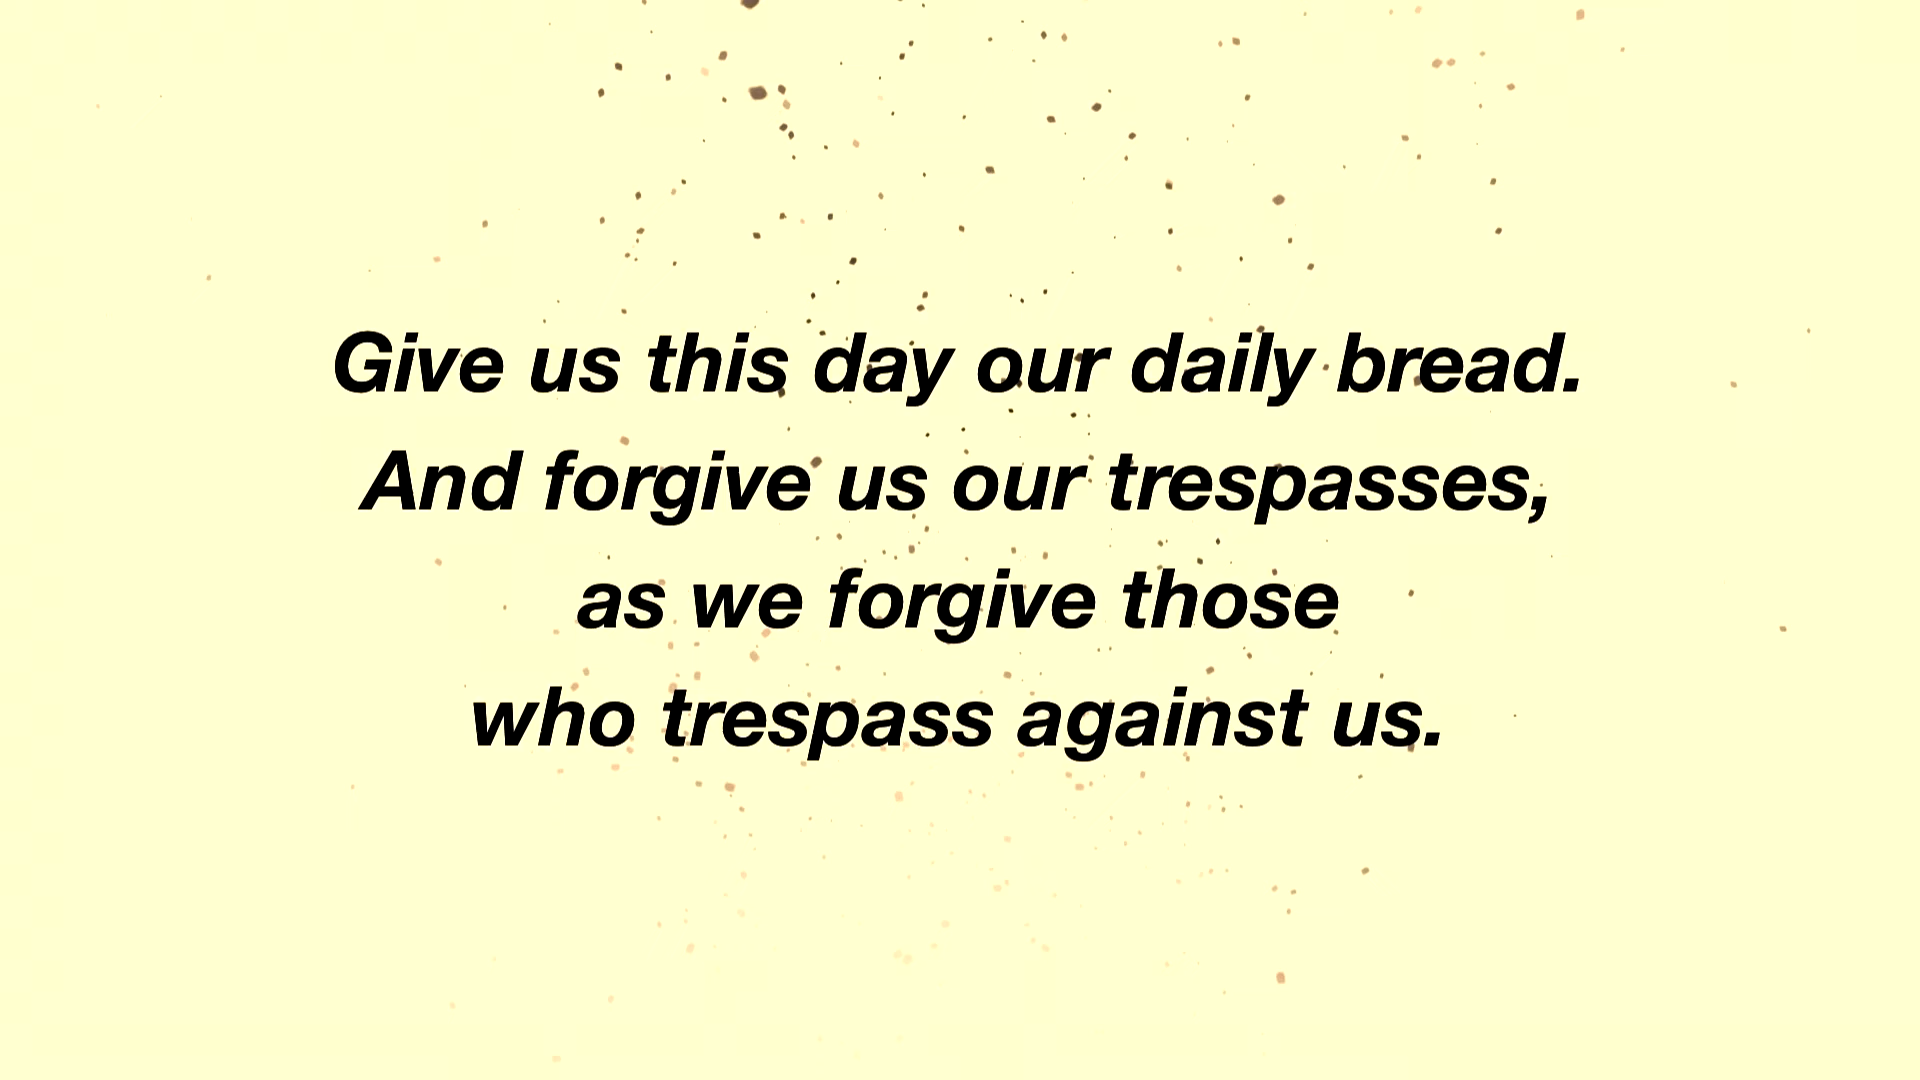 Give us this day our daily bread.
And forgive us our trespasses,
as we forgive those
who trespass against us.